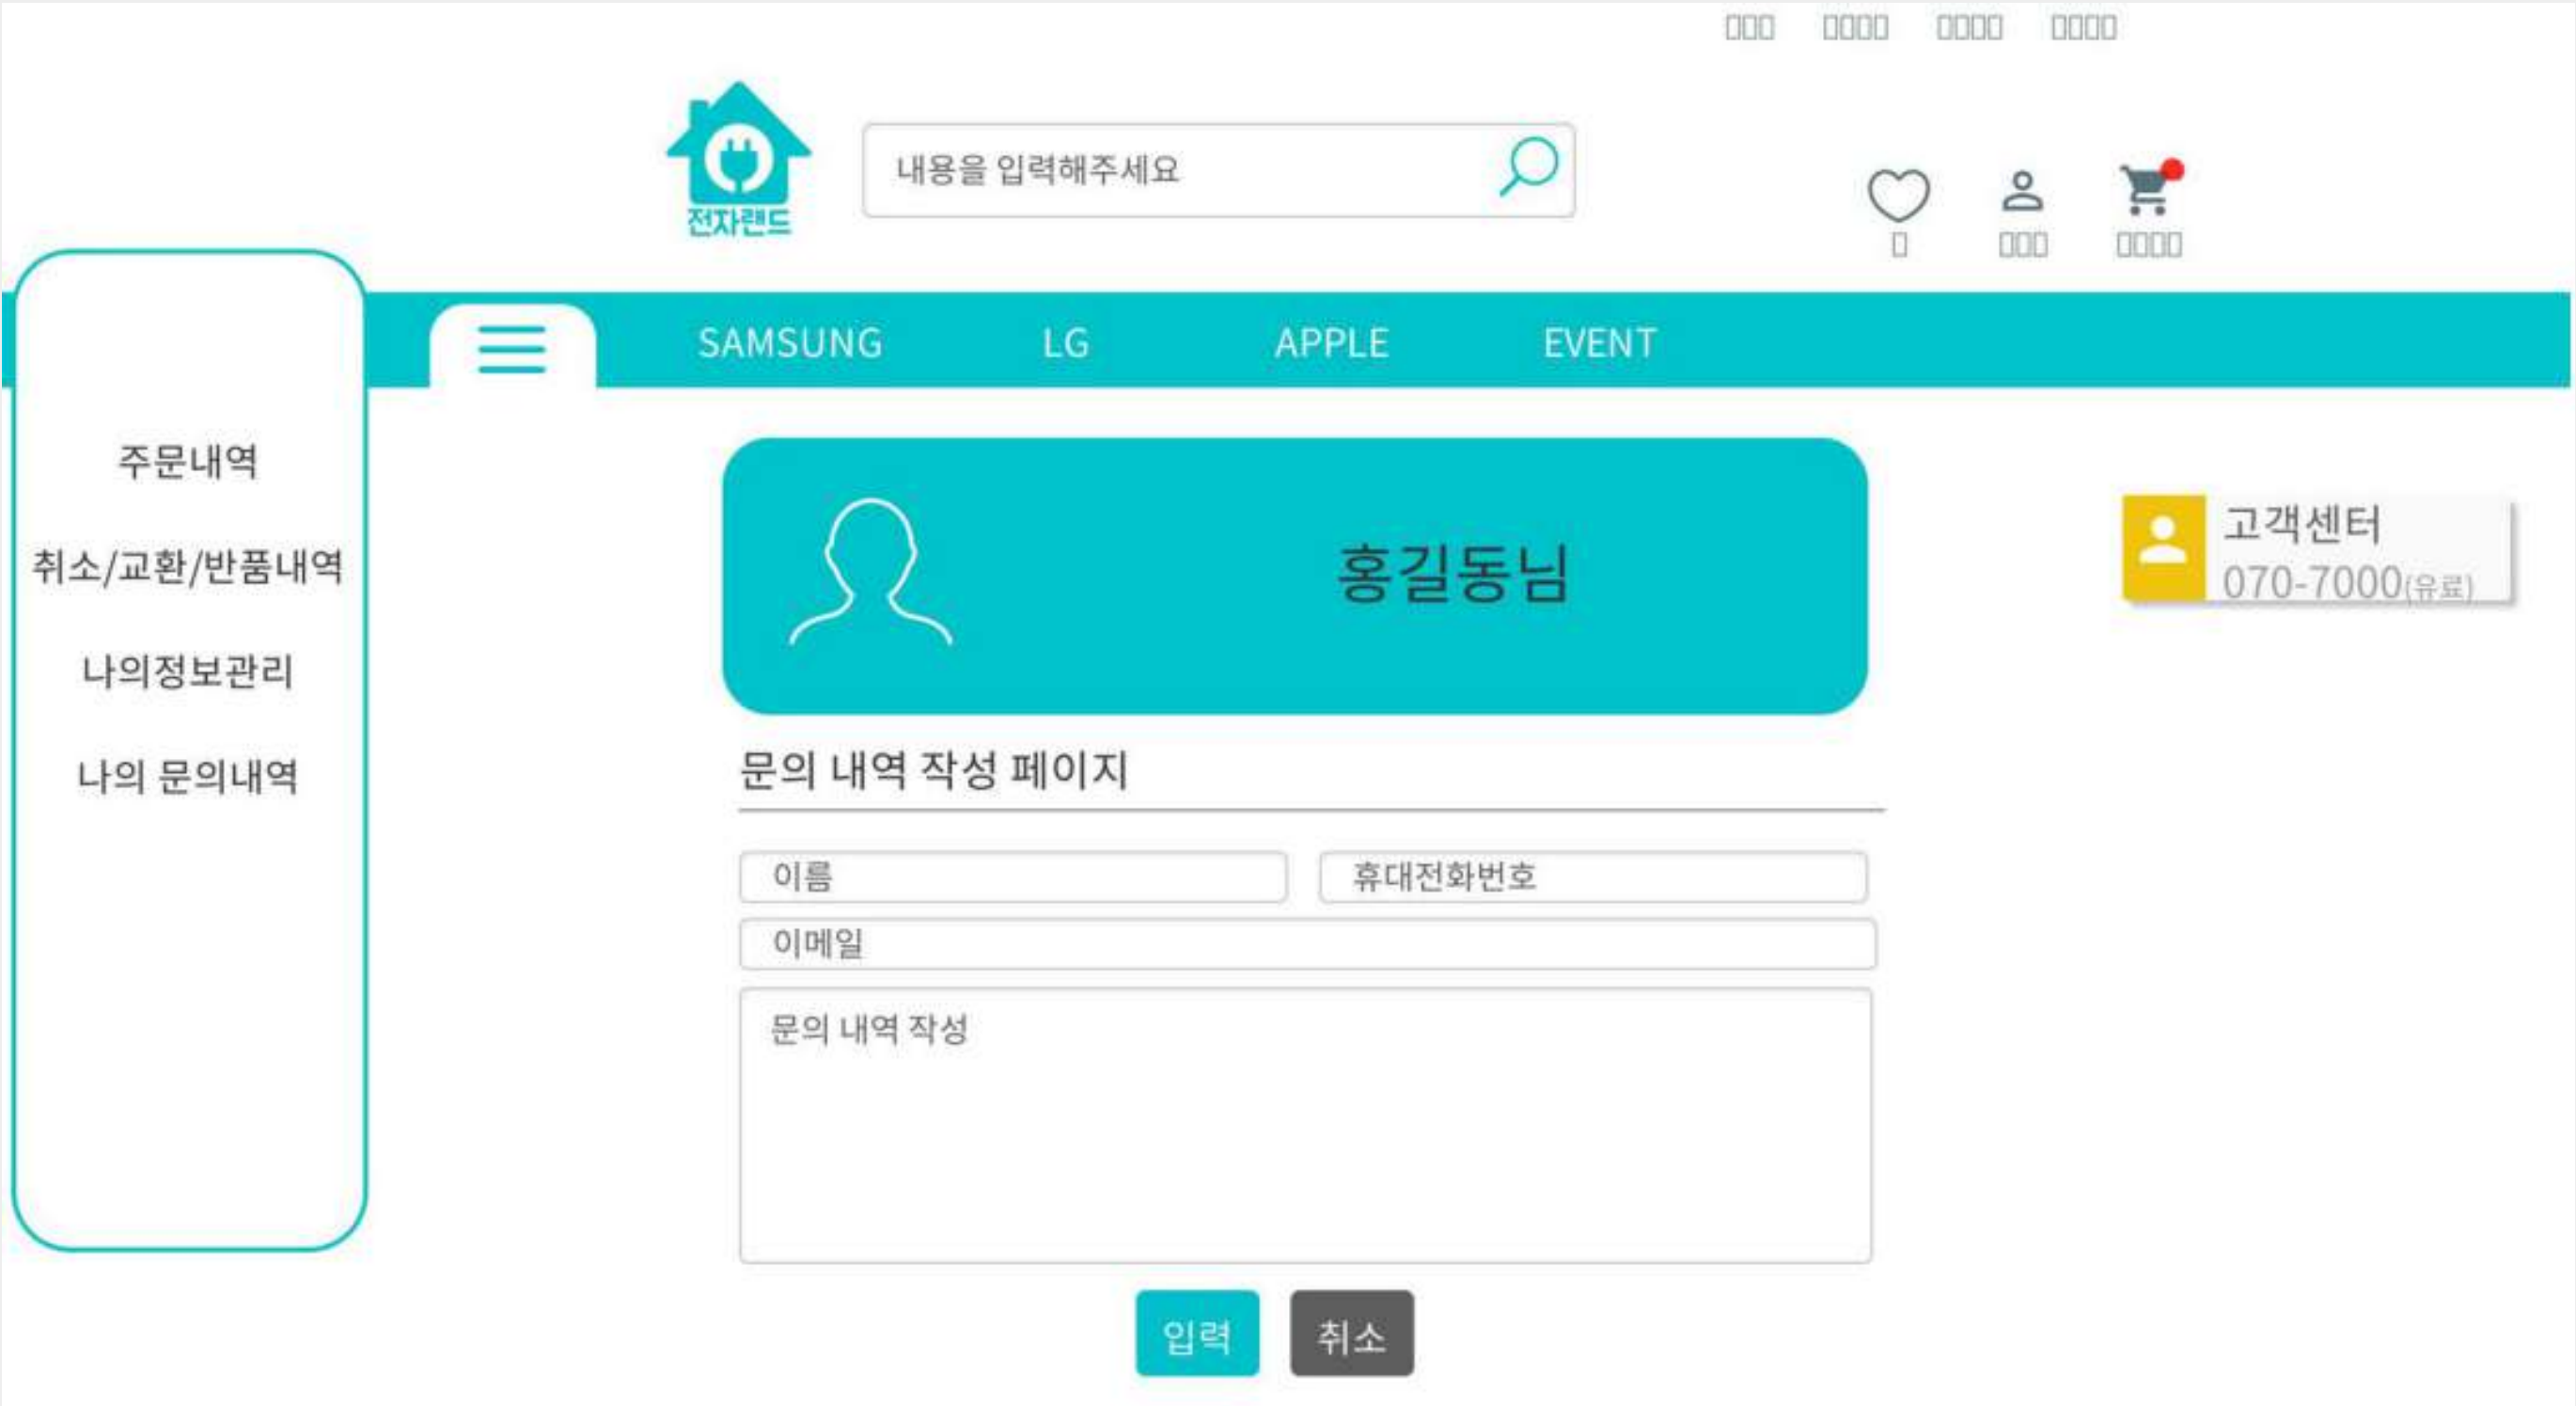 내용을 입력해주세요
전자랜드
SAMSUNG LG APPLE EVENT
주문내역
취소/교환/반품내역
나의정보관리
나의 문의내역
홍길동님
고객센터
070-7000(유료)
문의 내역 작성 페이지
이름
휴대전화번호
이메일
문의 내역 작성
입력
취소